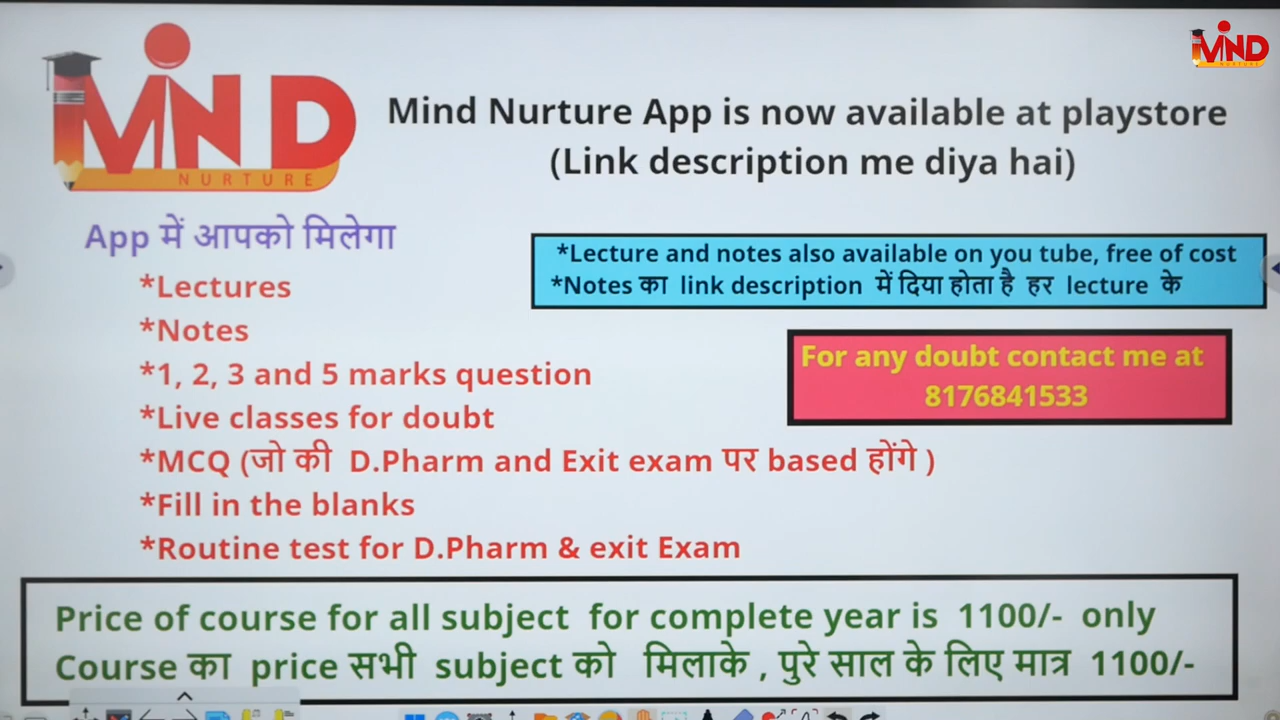 MIND
NURTURE
MIND
NURTURE
Mind Nurture App is now available at playstore
(Link description me diya hai)
App में आपको मिलेगा
*Lectures
*Notes
*1, 2, 3 and 5 marks question
*Live classes for doubt
*MCQ (जो की D.Pharm and Exit exam पर based होंगे )
*Fill in the blanks
*Routine test for D.Pharm & exit Exam
*Lecture and notes also available on you tube, free of cost
*Notes का link description में दिया होता है हर lecture के
For any doubt contact me at
8176841533
Price of course for all subject for complete year is 1100/- only
Course का price सभी subject को मिलाके , पुरे साल के लिए मात्र 1100/-